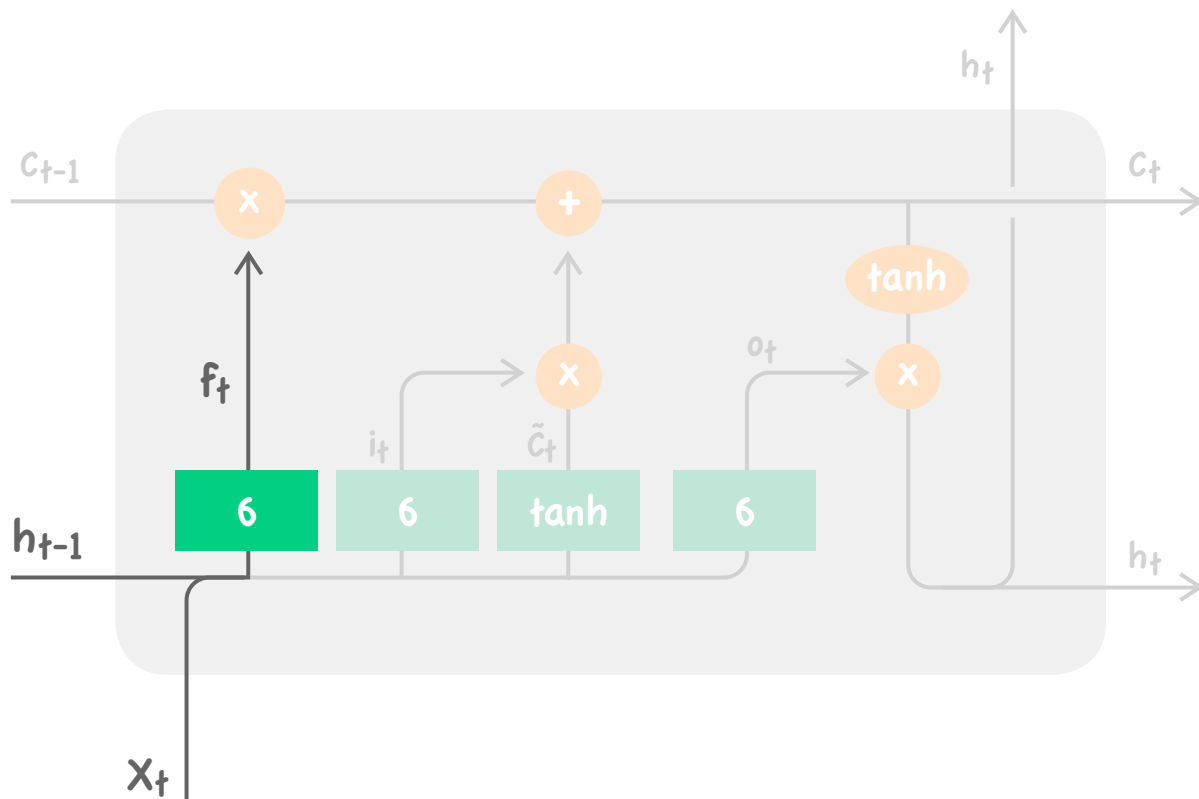 hₜ
Cₜ₋₁
Cₜ
x
+
tanh
fₜ
oₜ
x
x
iₜ
c̃ₜ
6
6
tanh
6
hₜ₋₁
hₜ
xₜ